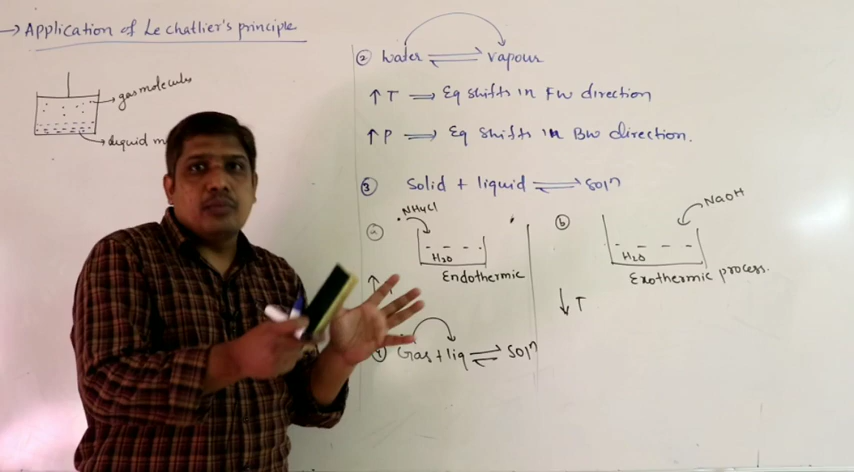 → Application of Le chatlier's principle
→ gas molecules
→ liquid m
② Water ⇌ vapour
↑ T ⟹ Eq shifts in Fw direction
↑ P ⟹ Eq shifts in Bw direction.
③ Solid + liquid ⇌ Soln
ⓐ NH4Cl
H2O
Endothermic
↑
ⓑ NaOH
H2O
Exothermic process.
↓ T
④ Gas + liq ⇌ Soln